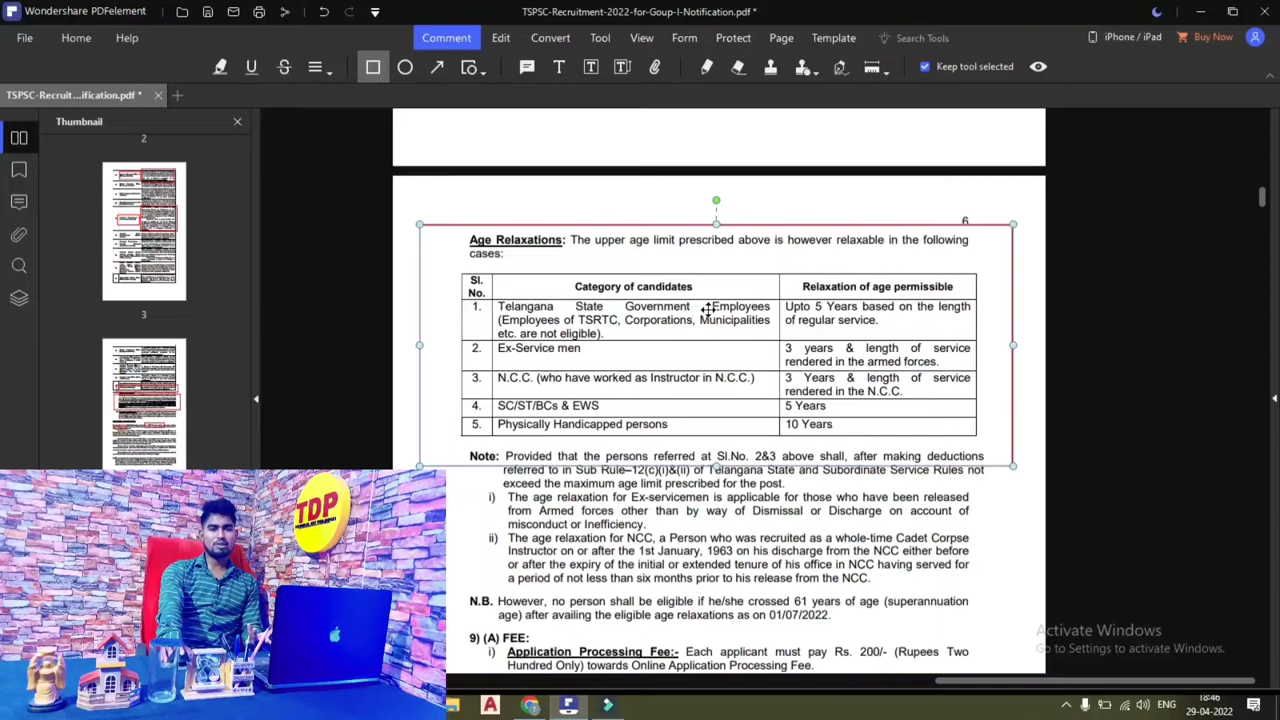 Wondershare PDFelement
TSPSC-Recruitment-2022-for-Goup-I-Notification.pdf *
File Home Help Comment Edit Convert Tool View Form Protect Page Template Search Tools iPhone / iPad Buy Now
Keep tool selected
TSPSC-Recruit...ification.pdf *
Thumbnail
2
3
6
Age Relaxations: The upper age limit prescribed above is however relaxable in the following
cases:
Sl. No. Category of candidates Relaxation of age permissible
1. Telangana State Government Employees Upto 5 Years based on the length
(Employees of TSRTC, Corporations, Municipalities of regular service.
etc. are not eligible).
2. Ex-Service men 3 years & length of service
rendered in the armed forces.
3. N.C.C. (who have worked as Instructor in N.C.C.) 3 Years & length of service
rendered in the N.C.C.
4. SC/ST/BCs & EWS 5 Years
5. Physically Handicapped persons 10 Years
Note: Provided that the persons referred at Sl.No. 2&3 above shall, after making deductions
referred to in Sub Rule–12(c)(i)&(ii) of Telangana State and Subordinate Service Rules not
exceed the maximum age limit prescribed for the post.
i) The age relaxation for Ex-servicemen is applicable for those who have been released
from Armed forces other than by way of Dismissal or Discharge on account of
misconduct or Inefficiency.
ii) The age relaxation for NCC, a Person who was recruited as a whole-time Cadet Corpse
Instructor on or after the 1st January, 1963 on his discharge from the NCC either before
or after the expiry of the initial or extended tenure of his office in NCC having served for
a period of not less than six months prior to his release from the NCC.
N.B. However, no person shall be eligible if he/she crossed 61 years of age (superannuation
age) after availing the eligible age relaxations as on 01/07/2022.
9) (A) FEE:
i) Application Processing Fee:- Each applicant must pay Rs. 200/- (Rupees Two
Hundred Only) towards Online Application Processing Fee.
TDP
Activate Windows
Go to Settings to activate Windows.
ENG
18:46
29-04-2022